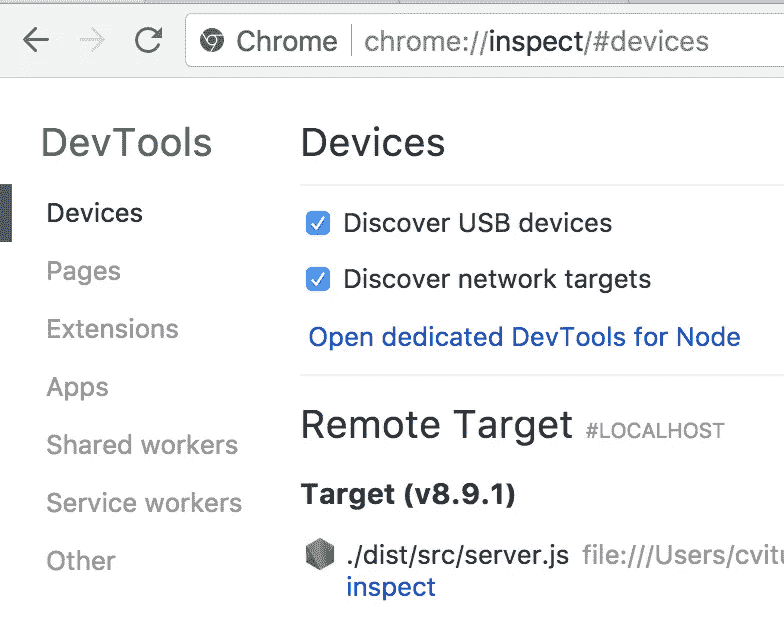 Chrome chrome://inspect/#devices
DevTools
Devices
Pages
Extensions
Apps
Shared workers
Service workers
Other
Devices
Discover USB devices
Discover network targets
Open dedicated DevTools for Node
Remote Target #LOCALHOST
Target (v8.9.1)
./dist/src/server.js file:///Users/cvitu
inspect